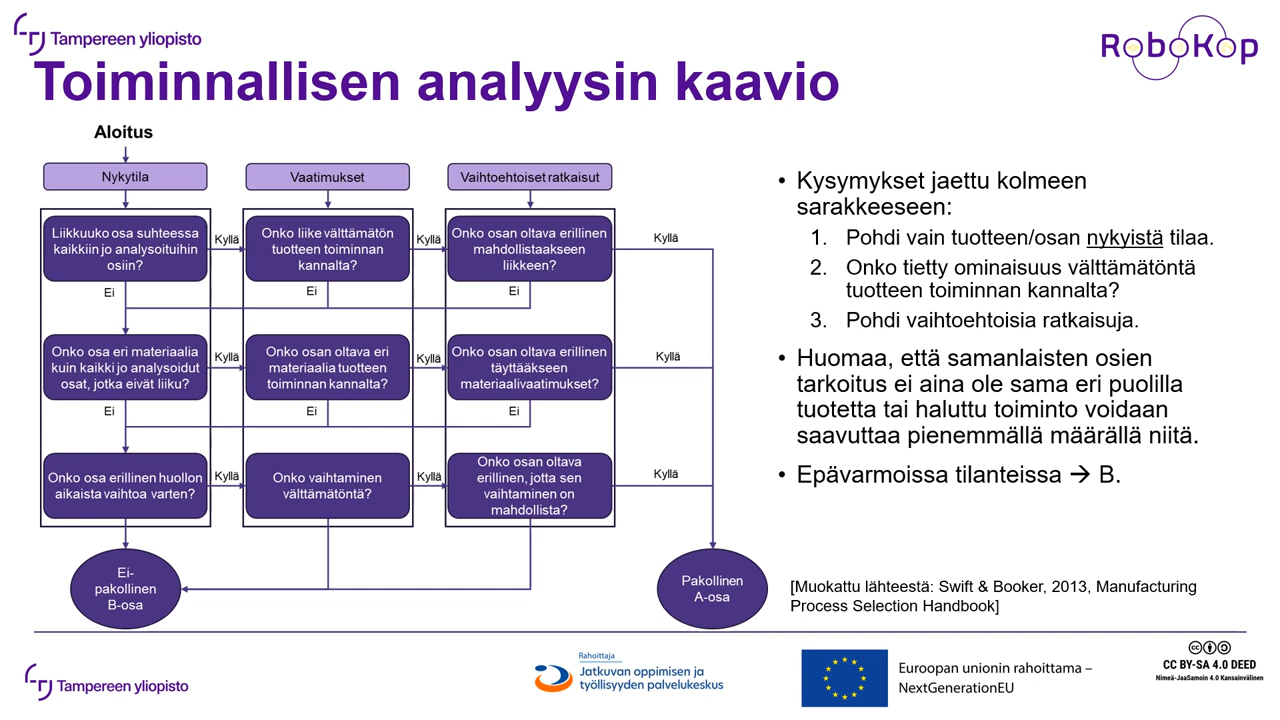 Tampereen yliopisto
RoboKop
Toiminnallisen analyysin kaavio
Aloitus
Nykytila
Vaatimukset
Vaihtoehtoiset ratkaisut
Liikkuuko osa suhteessa
kaikkiin jo analysoituihin
osiin?
Kyllä
Onko liike välttämätön
tuotteen toiminnan
kannalta?
Kyllä
Onko osan oltava erillinen
mahdollistaakseen
liikkeen?
Kyllä
Ei
Ei
Ei
Onko osa eri materiaalia
kuin kaikki jo analysoidut
osat, jotka eivät liiku?
Kyllä
Onko osan oltava eri
materiaalia tuotteen
toiminnan kannalta?
Kyllä
Onko osan oltava erillinen
täyttääkseen
materiaalivaatimukset?
Kyllä
Ei
Ei
Ei
Onko osa erillinen huollon
aikaista vaihtoa varten?
Kyllä
Onko vaihtaminen
välttämätöntä?
Kyllä
Onko osan oltava
erillinen, jotta sen
vaihtaminen on
mahdollista?
Kyllä
Ei-
pakollinen
B-osa
Pakollinen
A-osa
• Kysymykset jaettu kolmeen
sarakkeeseen:
1. Pohdi vain tuotteen/osan nykyistä tilaa.
2. Onko tietty ominaisuus välttämätöntä
tuotteen toiminnan kannalta?
3. Pohdi vaihtoehtoisia ratkaisuja.
• Huomaa, että samanlaisten osien
tarkoitus ei aina ole sama eri puolilla
tuotetta tai haluttu toiminto voidaan
saavuttaa pienemmällä määrällä niitä.
• Epävarmoissa tilanteissa → B.
[Muokattu lähteestä: Swift & Booker, 2013, Manufacturing
Process Selection Handbook]
Tampereen yliopisto
Rahoittaja
Jatkuvan oppimisen ja
työllisyyden palvelukeskus
Euroopan unionin rahoittama –
NextGenerationEU
CC BY-SA 4.0 DEED
Nimeä-JaaSamoin 4.0 Kansainvälinen